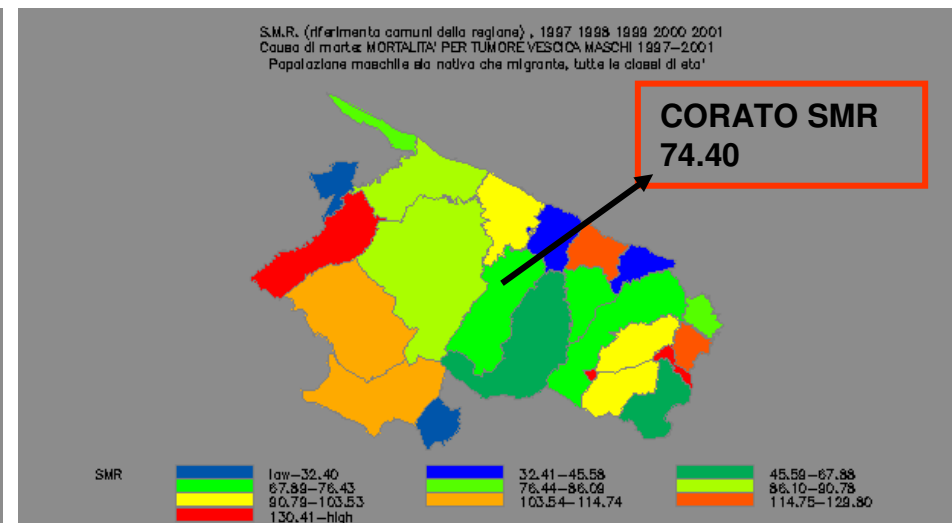 S.M.R. (riferimento comuni della regione) , 1997 1998 1999 2000 2001
Causa di morte: MORTALITA' PER TUMORE VESCICA MASCHI 1997-2001
Popolazione maschile sia nativa che migrante, tutte le classi di eta'
CORATO SMR
74.40
SMR
low-32.40
32.41-45.58
45.59-67.88
67.89-76.43
76.44-86.09
86.10-90.78
90.79-103.53
103.54-114.74
114.75-129.80
130.41-high